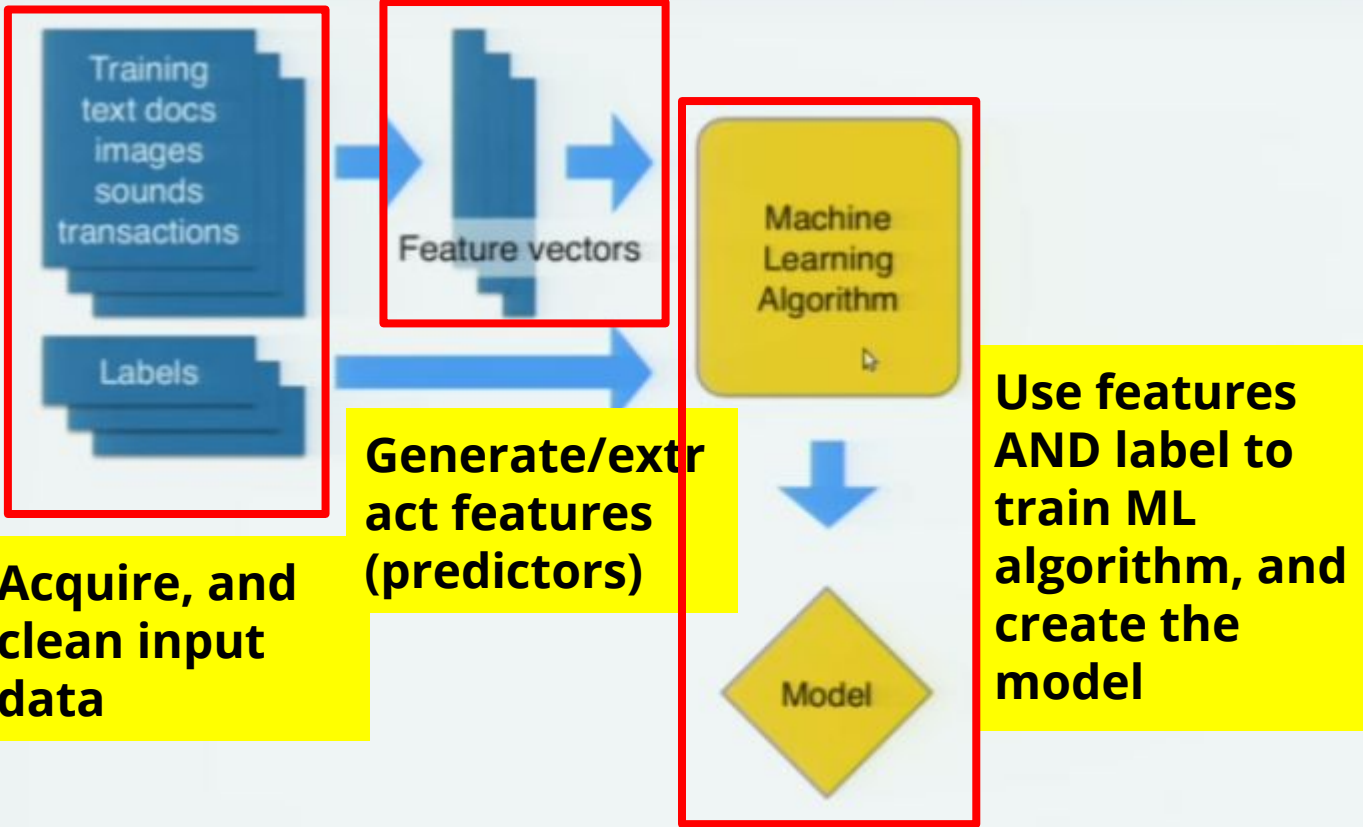 Training
text docs
images
sounds
transactions
Labels
Feature vectors
Machine
Learning
Algorithm
Model
Acquire, and
clean input
data
Generate/extr
act features
(predictors)
Use features
AND label to
train ML
algorithm, and
create the
model